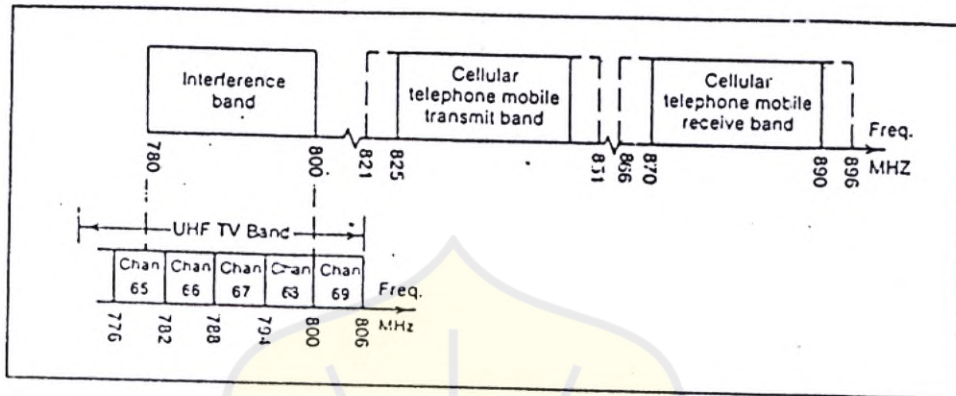 Interference
band
Cellular
telephone mobile
transmit band
Cellular
telephone mobile
receive band
Freq.
MHZ
780
800
821
825
851
866
870
890
896
UHF TV Band
Chan
65
Chan
66
Chan
67
Chan
68
Chan
69
Freq.
MHz
776
782
788
794
800
806